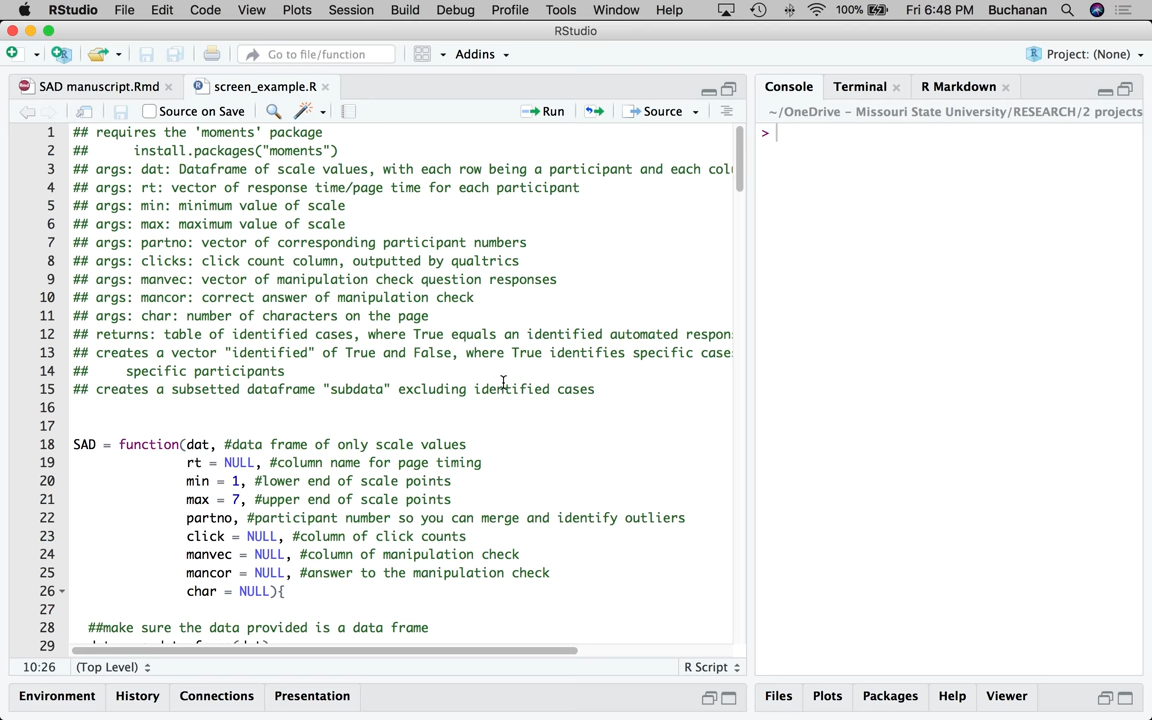 RStudio File Edit Code View Plots Session Build Debug Profile Tools Window Help 100% Fri 6:48 PM Buchanan
RStudio
Go to file/function Addins Project: (None)
SAD manuscript.Rmd screen_example.R
Source on Save Run Source
1 ## requires the 'moments' package
2 ## install.packages("moments")
3 ## args: dat: Dataframe of scale values, with each row being a participant and each
4 ## args: rt: vector of response time/page time for each participant
5 ## args: min: minimum value of scale
6 ## args: max: maximum value of scale
7 ## args: partno: vector of corresponding participant numbers
8 ## args: clicks: click count column, outputted by qualtrics
9 ## args: manvec: vector of manipulation check question responses
10 ## args: mancor: correct answer of manipulation check
11 ## args: char: number of characters on the page
12 ## returns: table of identified cases, where True equals an identified automated respon
13 ## creates a vector "identified" of True and False, where True identifies specific case
14 ## specific participants
15 ## creates a subsetted dataframe "subdata" excluding identified cases
16
17
18 SAD = function(dat, #data frame of only scale values
19 rt = NULL, #column name for page timing
20 min = 1, #lower end of scale points
21 max = 7, #upper end of scale points
22 partno, #participant number so you can merge and identify outliers
23 click = NULL, #column of click counts
24 manvec = NULL, #column of manipulation check
25 mancor = NULL, #answer to the manipulation check
26 char = NULL){
27
28 ##make sure the data provided is a data frame
29
10:26 (Top Level) R Script
Environment History Connections Presentation
Console Terminal R Markdown
~/OneDrive - Missouri State University/RESEARCH/2 projects
>
Files Plots Packages Help Viewer